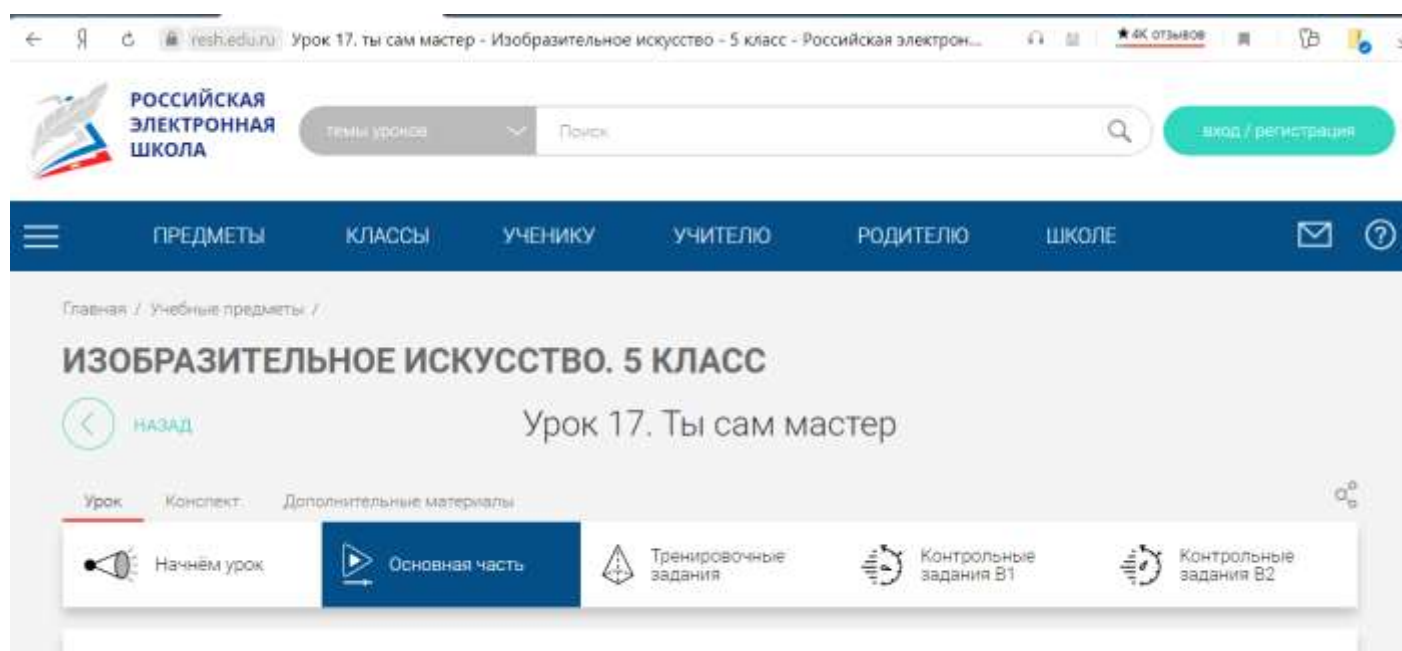 resh.edu.ru Урок 17. ты сам мастер - Изобразительное искусство - 5 класс - Российская электрон... ★ 4К отзывов
РОССИЙСКАЯ
ЭЛЕКТРОННАЯ
ШКОЛА
темы уроков Поиск вход / регистрация
ПРЕДМЕТЫ КЛАССЫ УЧЕНИКУ УЧИТЕЛЮ РОДИТЕЛЮ ШКОЛЕ
Главная / Учебные предметы /
ИЗОБРАЗИТЕЛЬНОЕ ИСКУССТВО. 5 КЛАСС
НАЗАД Урок 17. Ты сам мастер
Урок Конспект Дополнительные материалы
Начнём урок Основная часть Тренировочные задания Контрольные задания В1 Контрольные задания В2